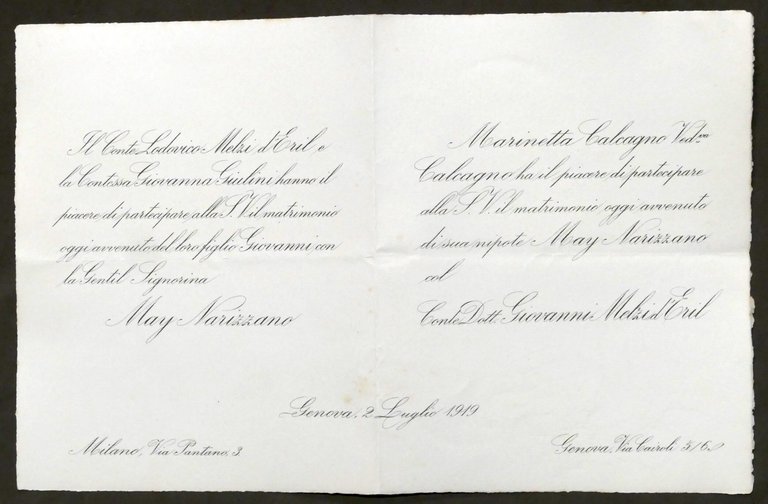 Il Conte Lodovico Melzi d'Eril e
la Contessa Giovanna Giulini hanno il
piacere di partecipare alla S.V. il matrimonio
oggi avvenuto del loro figlio Giovanni con
la Gentil Signorina
May Narizzano
Marinetta Calcagno Ved.va
Calcagno ha il piacere di partecipare
alla S.V. il matrimonio oggi avvenuto
di sua nipote May Narizzano
col
Conte Dott. Giovanni Melzi d'Eril
Genova, 2 Luglio 1919
Milano, Via Pantano, 3
Genova, Via Cairoli 5/6